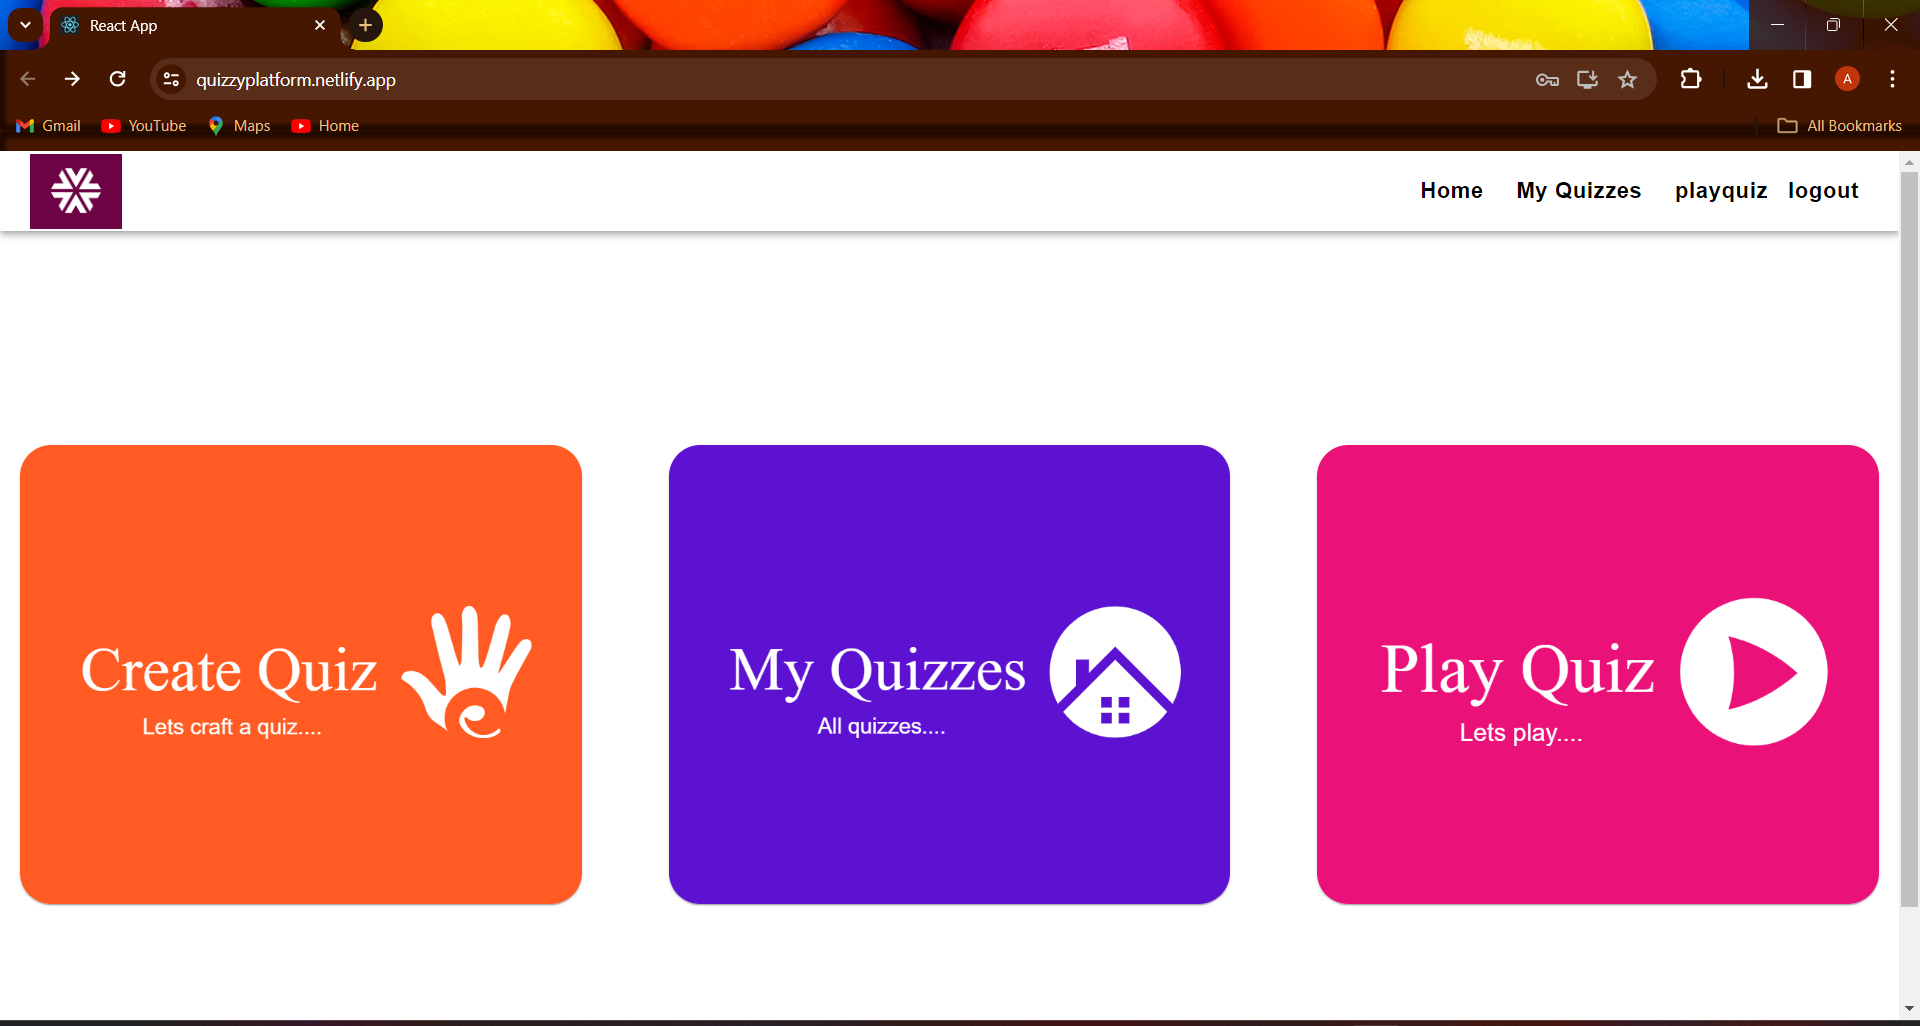 React App
quizzyplatform.netlify.app
A
Gmail YouTube Maps Home All Bookmarks
Home My Quizzes playquiz logout
Create Quiz
Lets craft a quiz....
My Quizzes
All quizzes....
Play Quiz
Lets play....